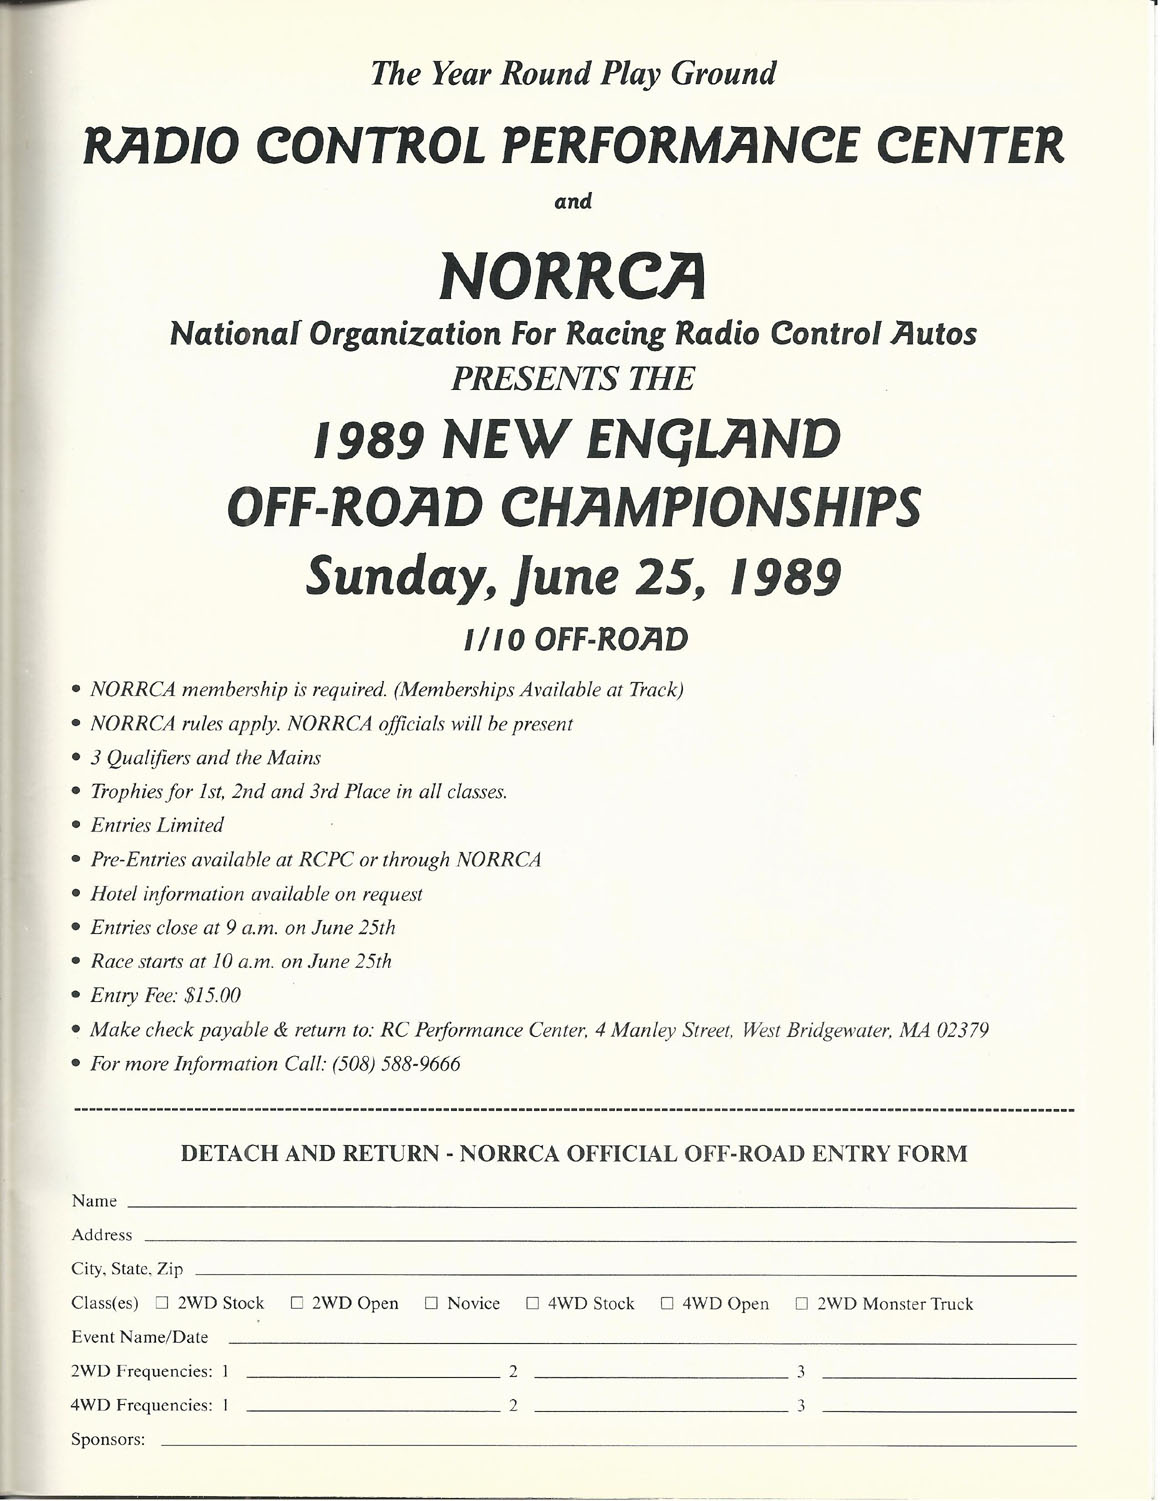 The Year Round Play Ground
RADIO CONTROL PERFORMANCE CENTER
and
NORRCA
National Organization For Racing Radio Control Autos
PRESENTS THE
1989 NEW ENGLAND
OFF-ROAD CHAMPIONSHIPS
Sunday, June 25, 1989
1/10 OFF-ROAD
• NORRCA membership is required. (Memberships Available at Track)
• NORRCA rules apply. NORRCA officials will be present
• 3 Qualifiers and the Mains
• Trophies for 1st, 2nd and 3rd Place in all classes.
• Entries Limited
• Pre-Entries available at RCPC or through NORRCA
• Hotel information available on request
• Entries close at 9 a.m. on June 25th
• Race starts at 10 a.m. on June 25th
• Entry Fee: $15.00
• Make check payable & return to: RC Performance Center, 4 Manley Street, West Bridgewater, MA 02379
• For more Information Call: (508) 588-9666
DETACH AND RETURN - NORRCA OFFICIAL OFF-ROAD ENTRY FORM
Name
Address
City, State, Zip
Class(es) ☐ 2WD Stock ☐ 2WD Open ☐ Novice ☐ 4WD Stock ☐ 4WD Open ☐ 2WD Monster Truck
Event Name/Date
2WD Frequencies: 1 2 3
4WD Frequencies: 1 2 3
Sponsors: